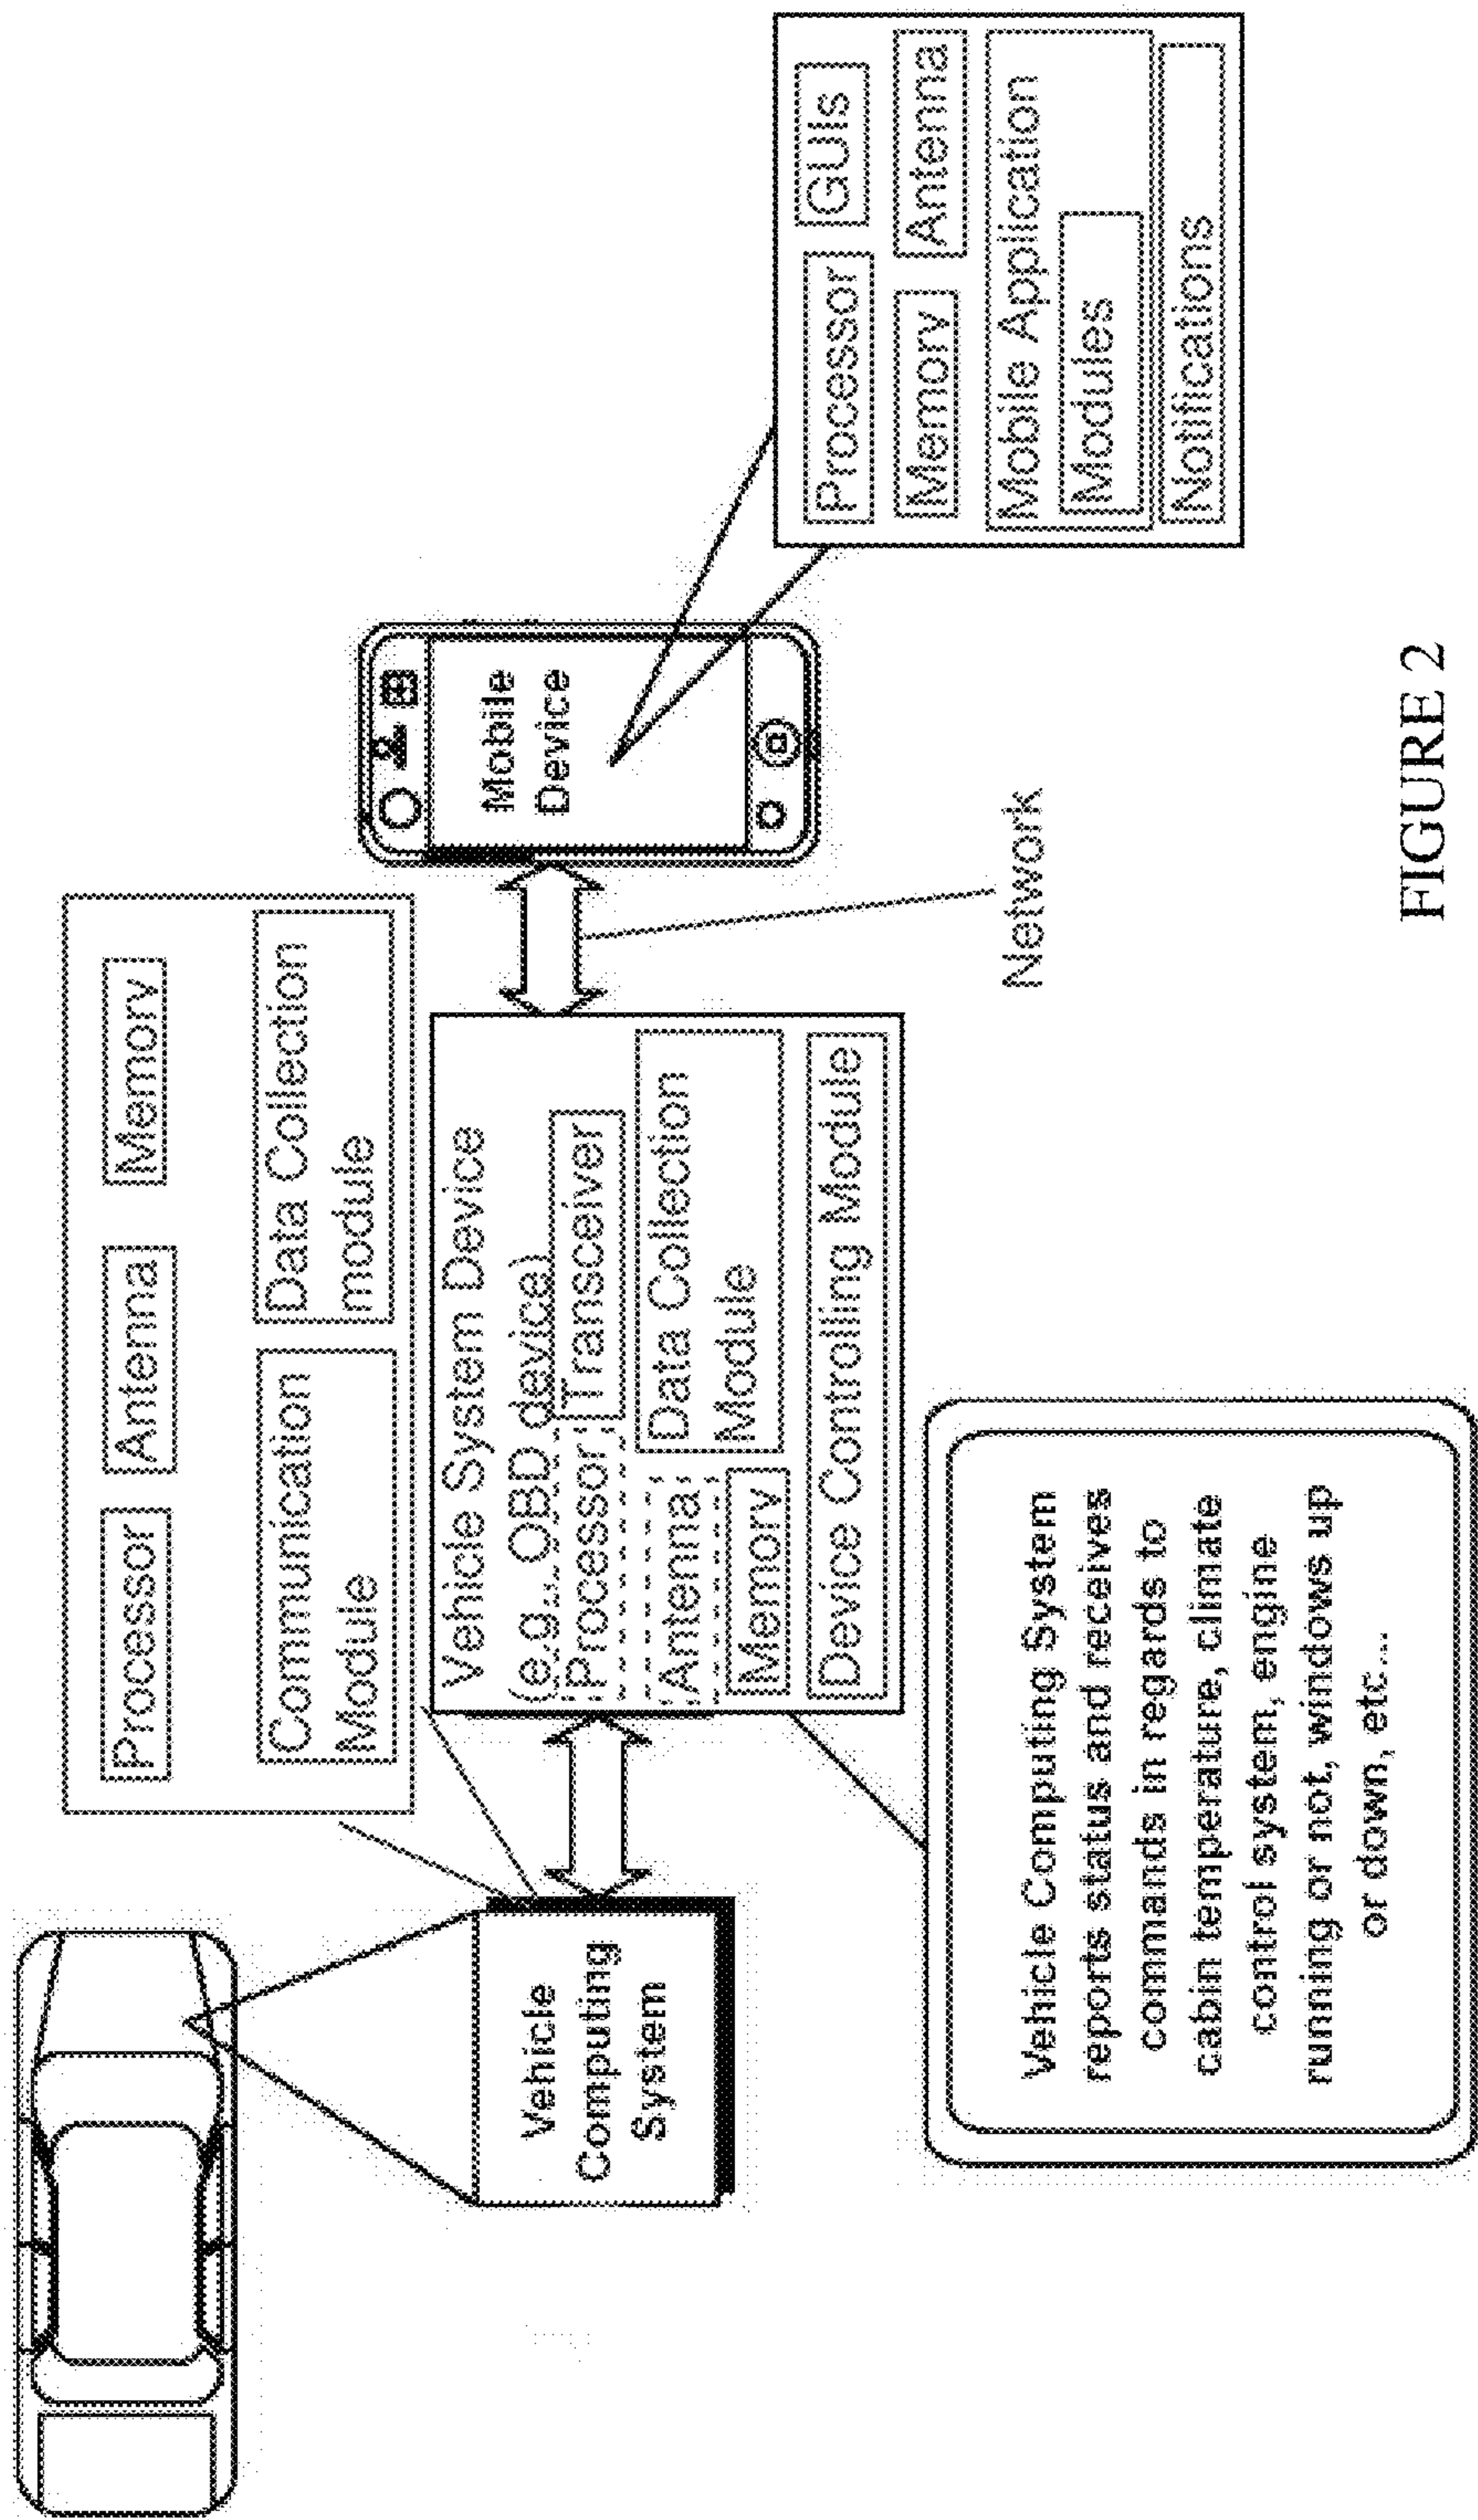 Processor
Antenna
Memory
Communication
Module
Data Collection
module
Vehicle
Computing
System
Vehicle System Device
(e.g... OBD device)
Processor
Transceiver
Antenna
Data Collection
Module
Memory
Device Controlling Module
Mobile
Device
Network
Vehicle Computing System
reports status and receives
commands in regards to
cabin temperature, climate
control system, engine
running or not, windows up
or down, etc...
Processor
GUIs
Memory
Antenna
Mobile Application
Modules
Notifications
FIGURE 2